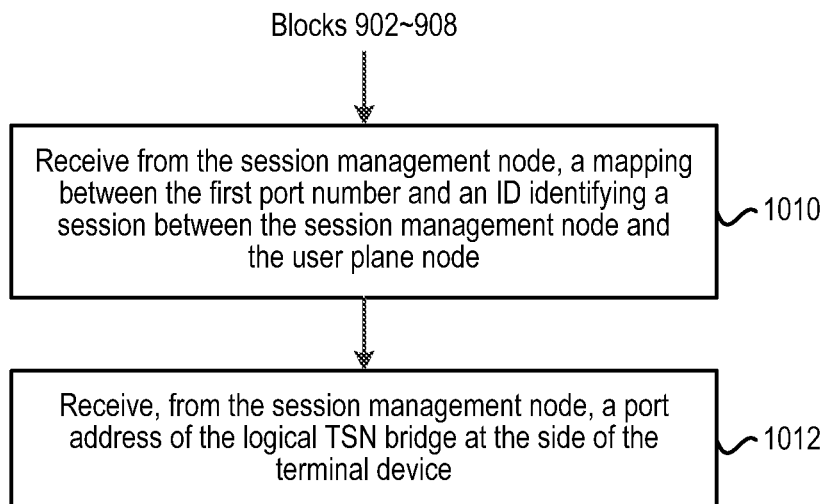 Blocks 902~908
Receive from the session management node, a mapping
between the first port number and an ID identifying a
session between the session management node and
the user plane node
1010
Receive, from the session management node, a port
address of the logical TSN bridge at the side of the
terminal device
1012